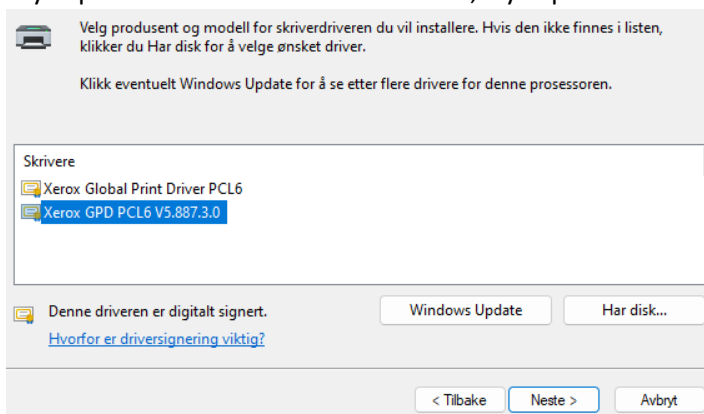 Velg produsent og modell for skriverdriveren du vil installere. Hvis den ikke finnes i listen,
klikker du Har disk for å velge ønsket driver.
Klikk eventuelt Windows Update for å se etter flere drivere for denne prosessoren.
Skrivere
Xerox Global Print Driver PCL6
Xerox GPD PCL6 V5.887.3.0
Denne driveren er digitalt signert.
Windows Update
Har disk...
Hvorfor er driversignering viktig?
< Tilbake
Neste >
Avbryt